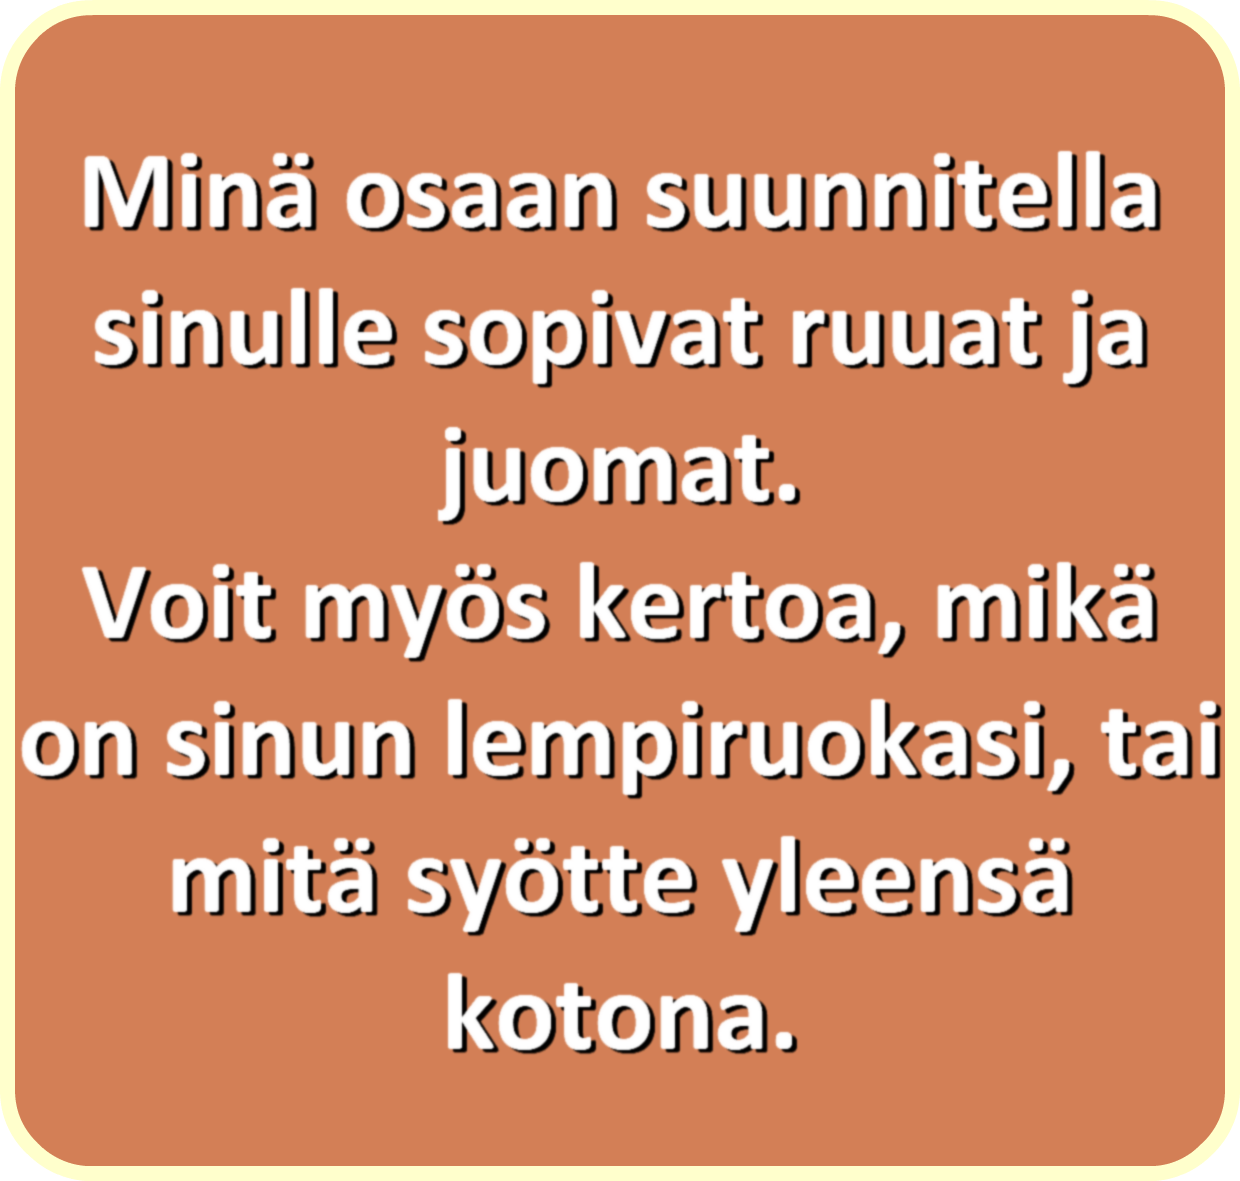 Minä osaan suunnitella
sinulle sopivat ruuat ja
juomat.
Voit myös kertoa, mikä
on sinun lempiruokasi, tai
mitä syötte yleensä
kotona.